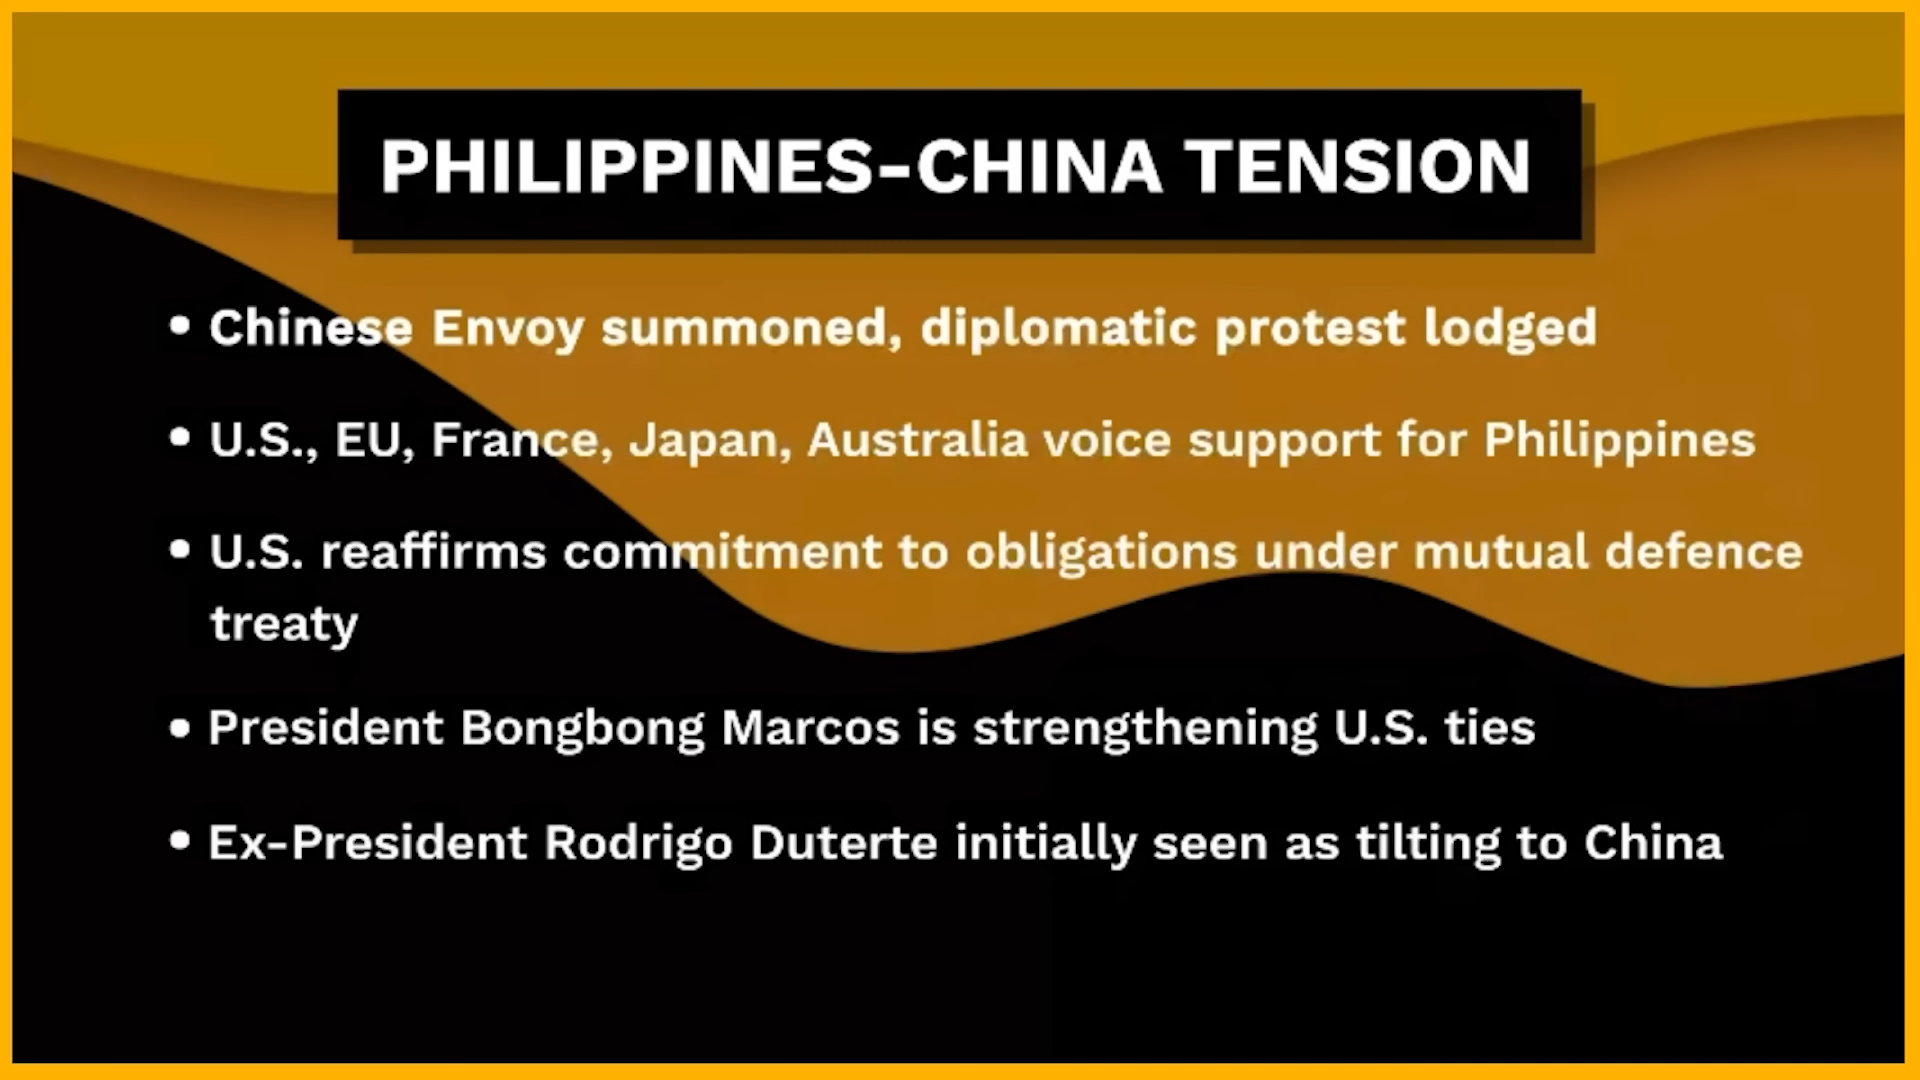 PHILIPPINES-CHINA TENSION
• Chinese Envoy summoned, diplomatic protest lodged
• U.S., EU, France, Japan, Australia voice support for Philippines
• U.S. reaffirms commitment to obligations under mutual defence
treaty
• President Bongbong Marcos is strengthening U.S. ties
• Ex-President Rodrigo Duterte initially seen as tilting to China